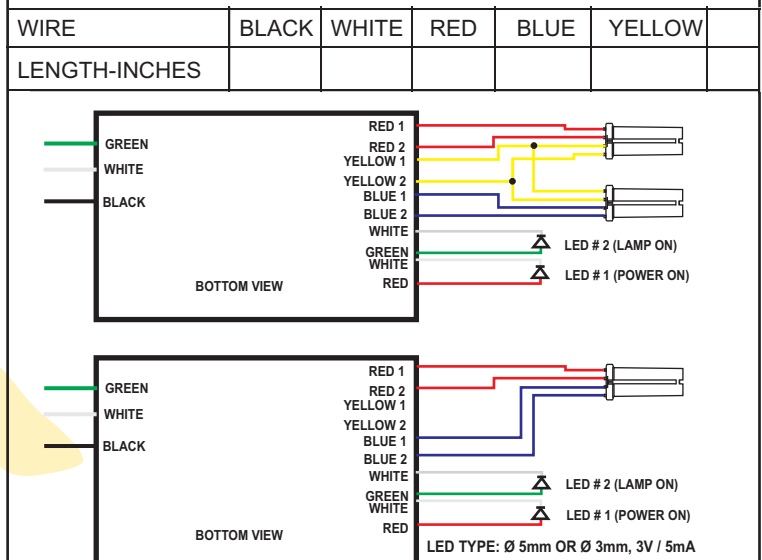 WIRE BLACK WHITE RED BLUE YELLOW
LENGTH-INCHES
GREEN
WHITE
BLACK
BOTTOM VIEW
RED 1
RED 2
YELLOW 1
YELLOW 2
BLUE 1
BLUE 2
WHITE
GREEN
WHITE
RED
LED # 2 (LAMP ON)
LED # 1 (POWER ON)
GREEN
WHITE
BLACK
BOTTOM VIEW
RED 1
RED 2
YELLOW 1
YELLOW 2
BLUE 1
BLUE 2
WHITE
GREEN
WHITE
RED
LED # 2 (LAMP ON)
LED # 1 (POWER ON)
LED TYPE: Ø 5mm OR Ø 3mm, 3V / 5mA